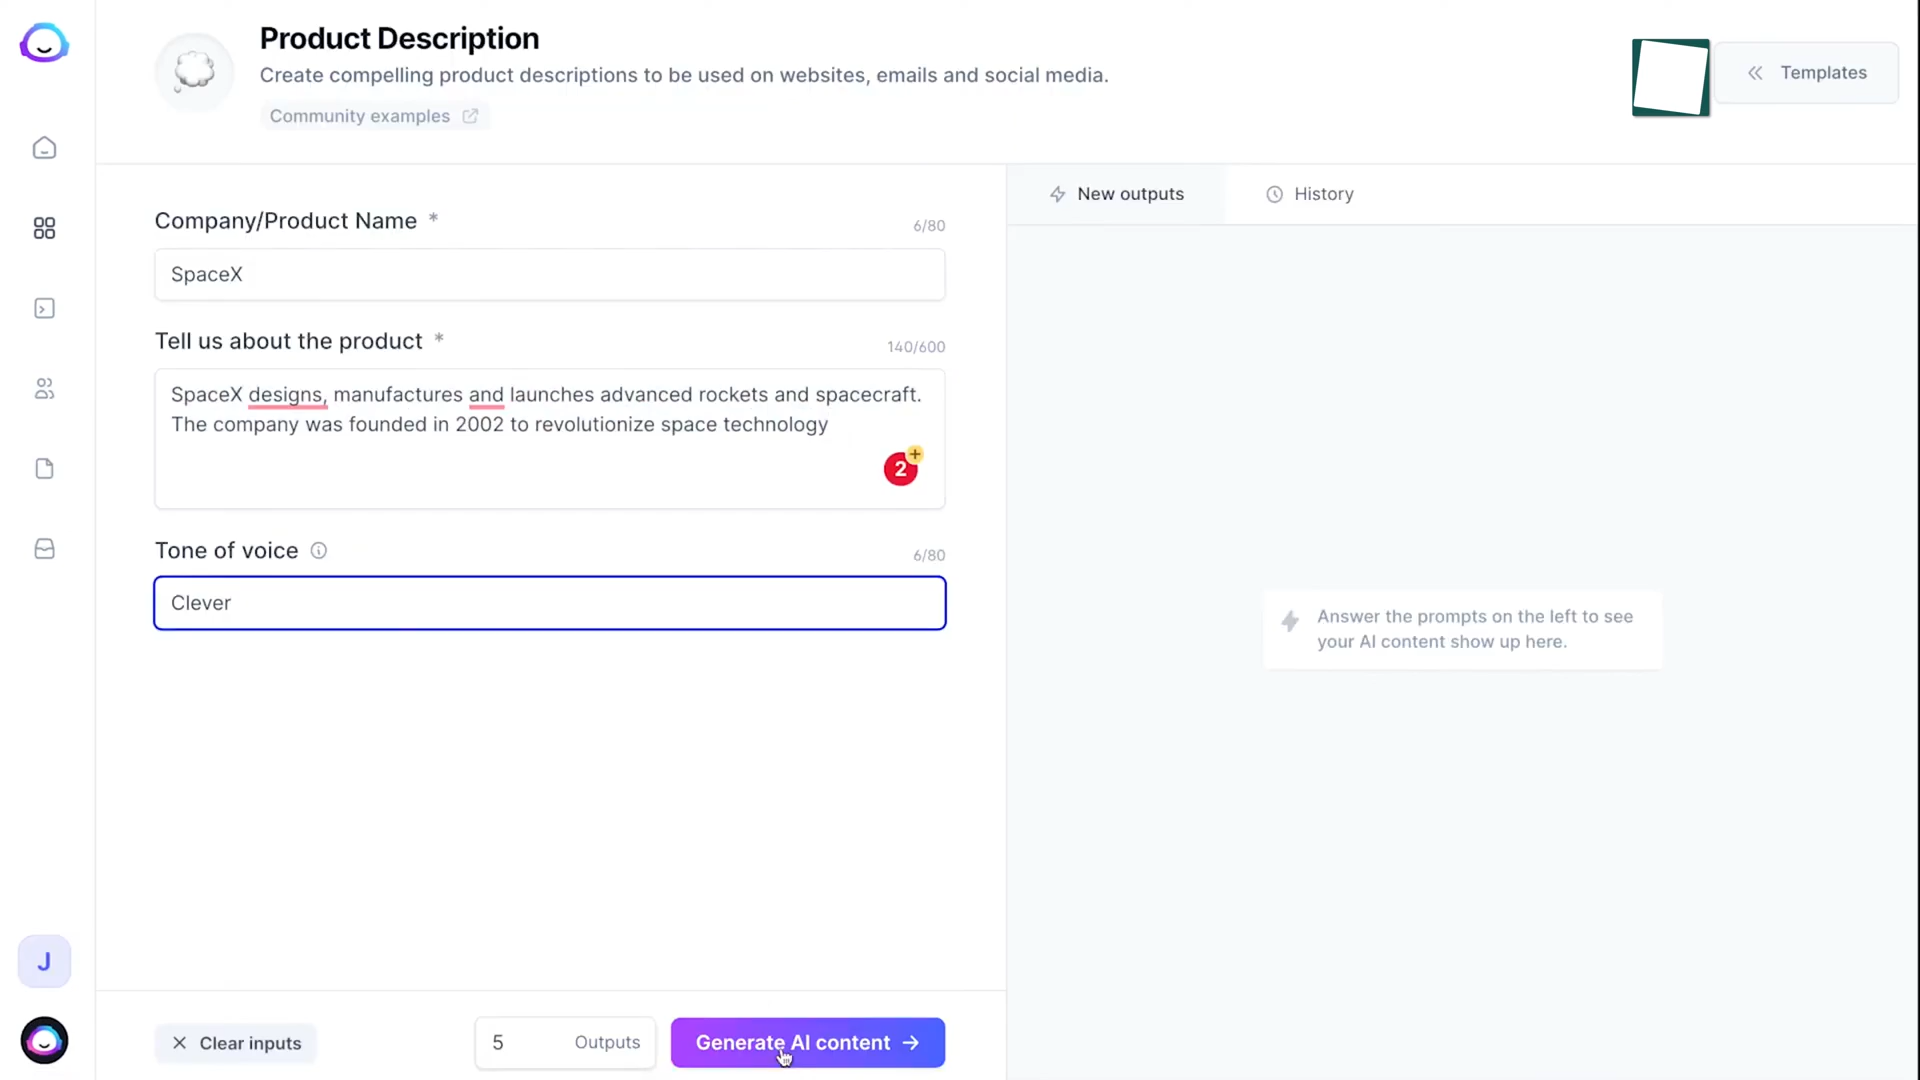 Product Description
Create compelling product descriptions to be used on websites, emails and social media.
Community examples
Templates
New outputs
History
Company/Product Name *
6/80
SpaceX
Tell us about the product *
140/600
SpaceX designs, manufactures and launches advanced rockets and spacecraft.
The company was founded in 2002 to revolutionize space technology
2
Tone of voice
6/80
Clever
Answer the prompts on the left to see
your AI content show up here.
J
Clear inputs
5 Outputs
Generate AI content